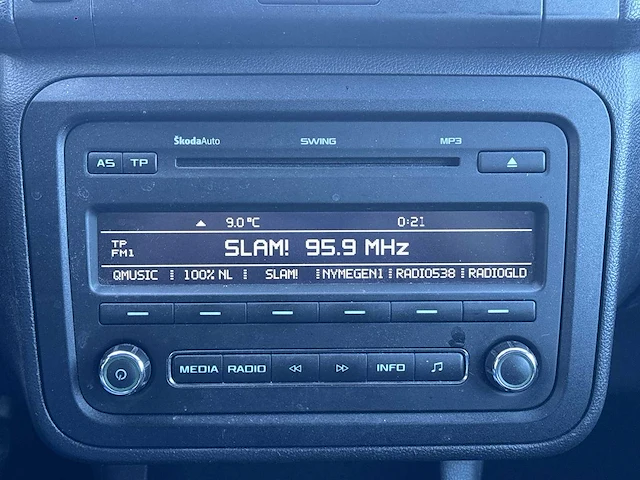 ŠkodaAuto SWING MP3
AS TP
9.0°C 0:21
TP
FM1
SLAM! 95.9 MHz
QMUSIC 100% NL SLAM! NYMEGEN1 RADIO538 RADIOGLD
MEDIA RADIO INFO